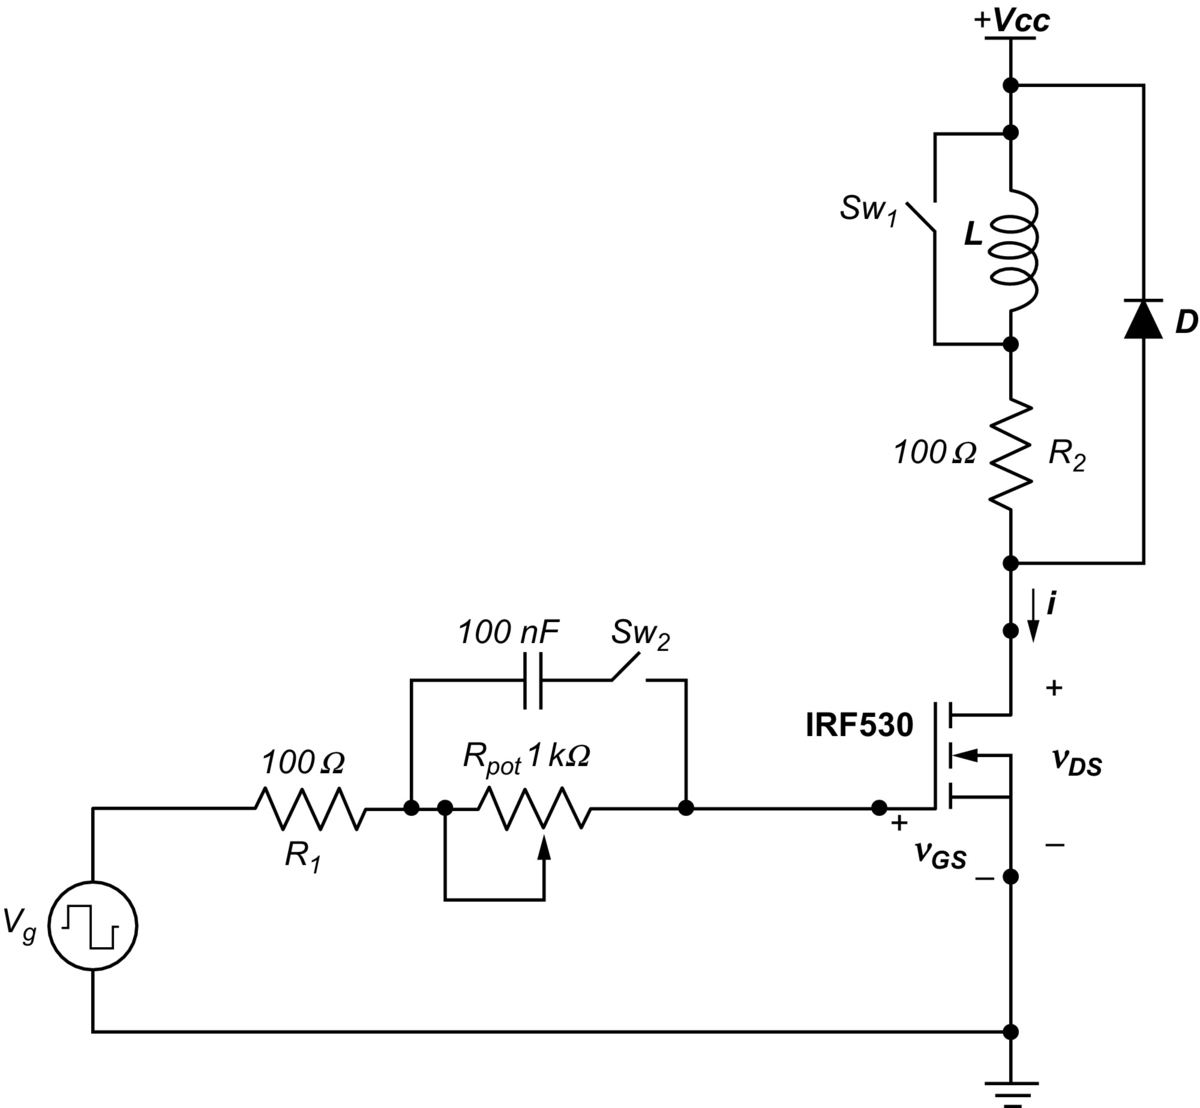 +Vcc
Sw1
L
D
100 Ω
R2
i
100 nF
Sw2
IRF530
+
100 Ω
Rpot 1 kΩ
vDS
R1
+
vGS
–
–
Vg